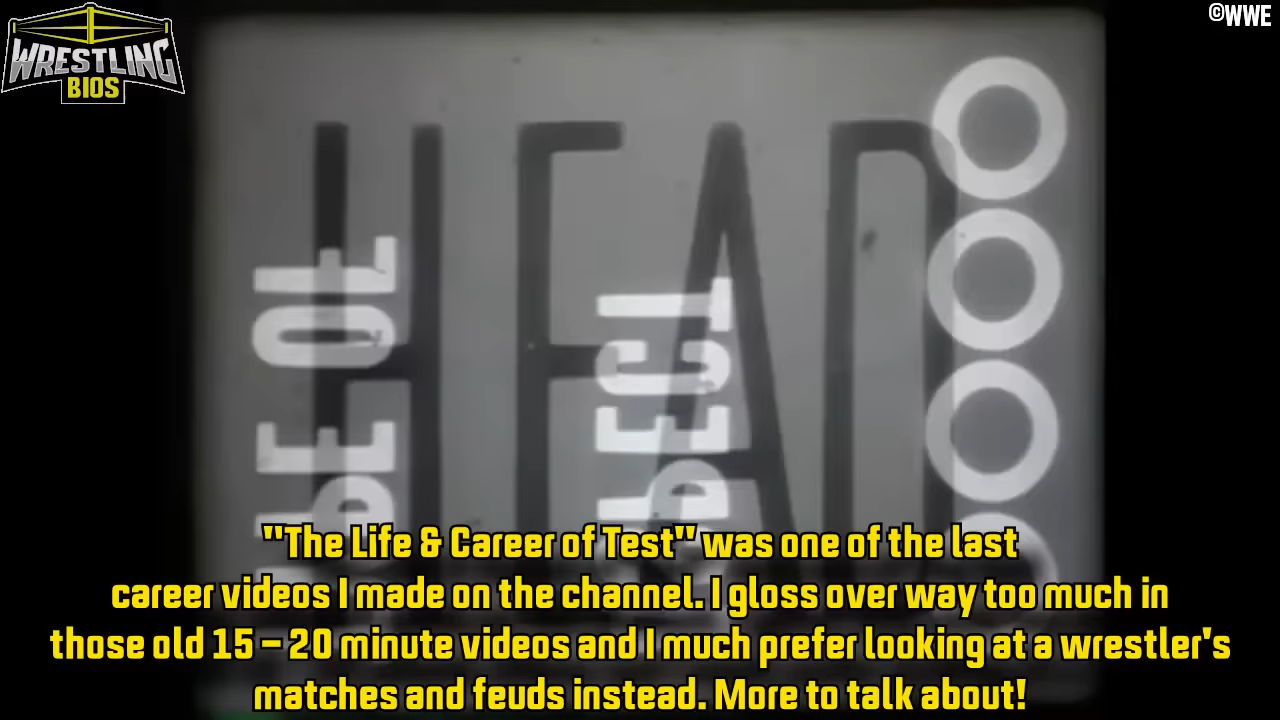 WRESTLING
BIOS
©WWE
HEAD
"The Life & Career of Test" was one of the last
career videos I made on the channel. I gloss over way too much in
those old 15 – 20 minute videos and I much prefer looking at a wrestler's
matches and feuds instead. More to talk about!